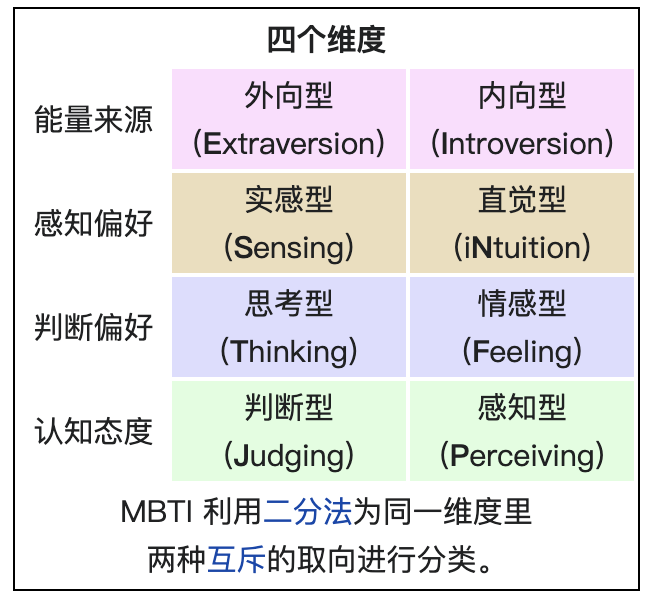 四个维度
能量来源
外向型
(Extraversion)
内向型
(Introversion)
感知偏好
实感型
(Sensing)
直觉型
(iNtuition)
判断偏好
思考型
(Thinking)
情感型
(Feeling)
认知态度
判断型
(Judging)
感知型
(Perceiving)
MBTI 利用二分法为同一维度里
两种互斥的取向进行分类。